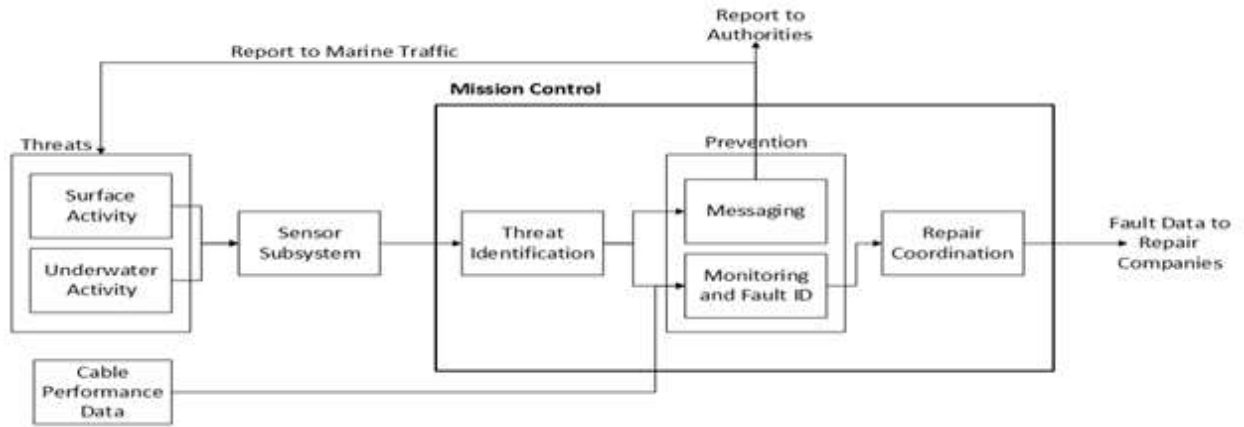 Report to
Authorities
Report to Marine Traffic
Mission Control
Threats
Prevention
Surface
Activity
Underwater
Activity
Sensor
Subsystem
Threat
Identification
Messaging
Monitoring
and Fault ID
Repair
Coordination
Fault Data to
Repair
Companies
Cable
Performance
Data